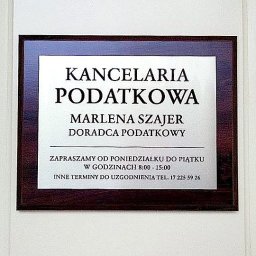 KANCELARIA
PODATKOWA
MARLENA SZAJER
DORADCA PODATKOWY
ZAPRASZAMY OD PONIEDZIAŁKU DO PIĄTKU
W GODZINACH 8:00 - 15:00
INNE TERMINY DO UZGODNIENIA TEL. 17 225 59 26